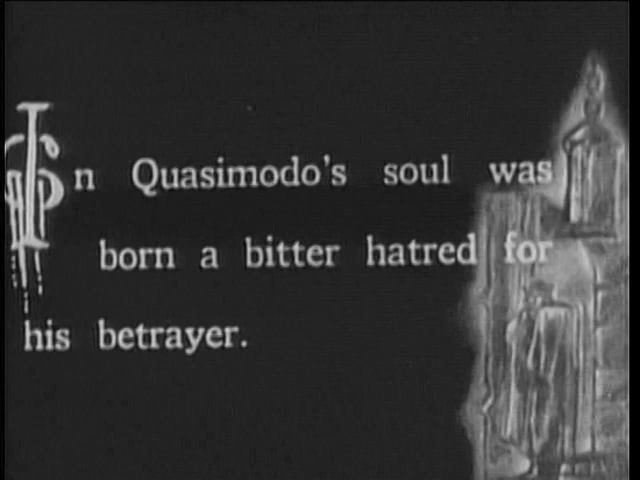 In Quasimodo's soul was
born a bitter hatred for
his betrayer.